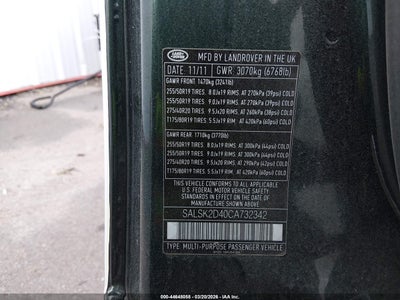 LAND ROVER
MFD BY LANDROVER IN THE UK
DATE 11/11 GWR: 3070kg (6768lb)
GAWR FRONT 1470kg (3241lb)
255/50R19 TIRES. 8.0Jx19 RIMS. AT 270kPA (39psi) COLD
255/50R19 TIRES. 9.0Jx19 RIMS. AT 270kPA (39psi) COLD
275/40R20 TIRES. 9.5Jx20 RIMS. AT 260kPA (38psi) COLD
T175/80R19 TIRES. 5.5Jx19 RIM. AT 420kPA (60psi) COLD
GAWR REAR 1710kg (3770lb)
255/50R19 TIRES. 8.0Jx19 RIMS. AT 300kPA (44psi) COLD
255/50R19 TIRES. 9.0Jx19 RIMS. AT 300kPA (44psi) COLD
275/40R20 TIRES. 9.5Jx20 RIMS. AT 290kPA (42psi) COLD
T175/80R19 TIRES. 5.5Jx19 RIM. AT 420kPA (60psi) COLD
THIS VEHICLE CONFORMS TO ALL APPLICABLE
U.S. FEDERAL MOTOR VEHICLE
SAFETY STANDARDS IN EFFECT ON THE
DATE OF MANUFACTURE SHOWN ABOVE.
SALSK2D40CA732342
TYPE: MULTI-PURPOSE PASSENGER VEHICLE
000-44648058 - 03/20/2026 - IAAI.COM